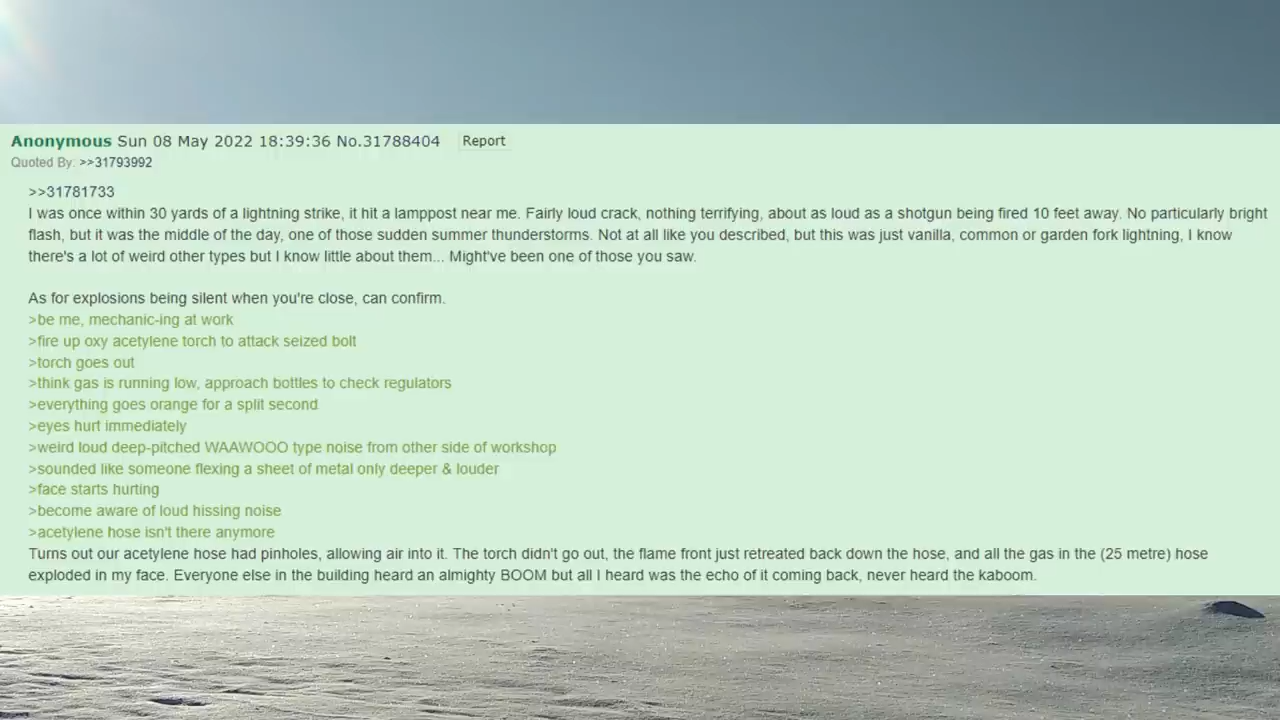 Anonymous Sun 08 May 2022 18:39:36 No.31788404 Report
Quoted By: >>31793992
>>31781733
I was once within 30 yards of a lightning strike, it hit a lamppost near me. Fairly loud crack, nothing terrifying, about as loud as a shotgun being fired 10 feet away. No particularly bright
flash, but it was the middle of the day, one of those sudden summer thunderstorms. Not at all like you described, but this was just vanilla, common or garden fork lightning, I know
there's a lot of weird other types but I know little about them... Might've been one of those you saw.
As for explosions being silent when you're close, can confirm.
>be me, mechanic-ing at work
>fire up oxy acetylene torch to attack seized bolt
>torch goes out
>think gas is running low, approach bottles to check regulators
>everything goes orange for a split second
>eyes hurt immediately
>weird loud deep-pitched WAAWOOO type noise from other side of workshop
>sounded like someone flexing a sheet of metal only deeper & louder
>face starts hurting
>become aware of loud hissing noise
>acetylene hose isn't there anymore
Turns out our acetylene hose had pinholes, allowing air into it. The torch didn't go out, the flame front just retreated back down the hose, and all the gas in the (25 metre) hose
exploded in my face. Everyone else in the building heard an almighty BOOM but all I heard was the echo of it coming back, never heard the kaboom.